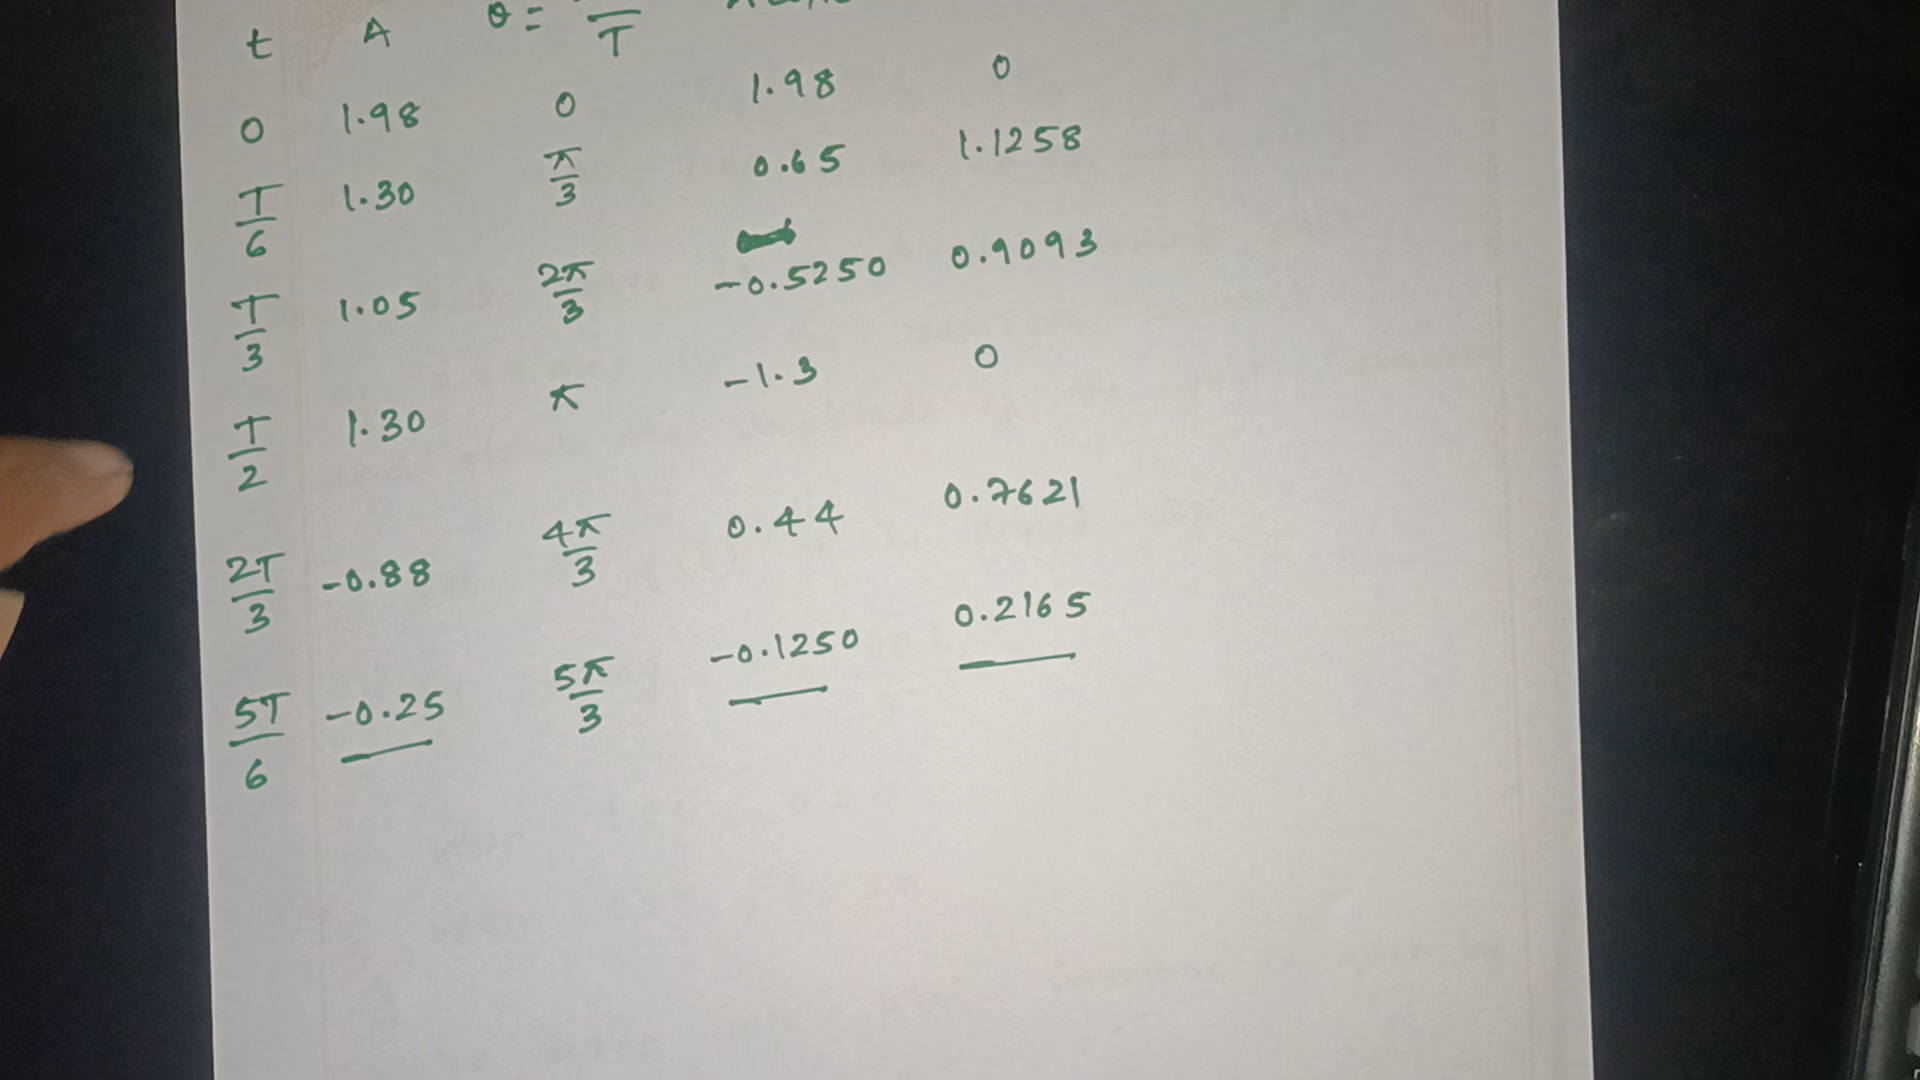 t A θ = T
0 1.98 0 1.98 0
T/6 1.30 π/3 0.65 1.1258
T/3 1.05 2π/3 -0.5250 0.9093
T/2 1.30 π -1.3 0
2T/3 -0.88 4π/3 0.44 0.7621
5T/6 -0.25 5π/3 -0.1250 0.2165